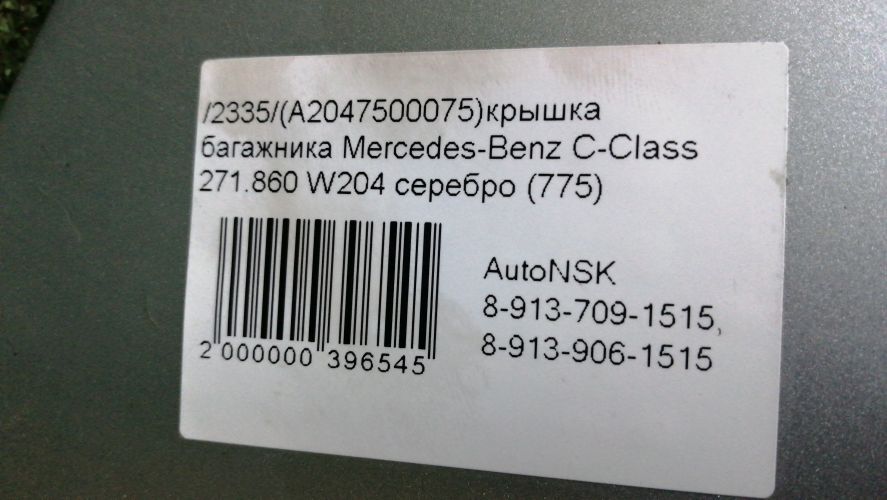 /2335/(A2047500075)крышка
багажника Mercedes-Benz C-Class
271.860 W204 серебро (775)
AutoNSK
8-913-709-1515,
8-913-906-1515
2 000000 396545